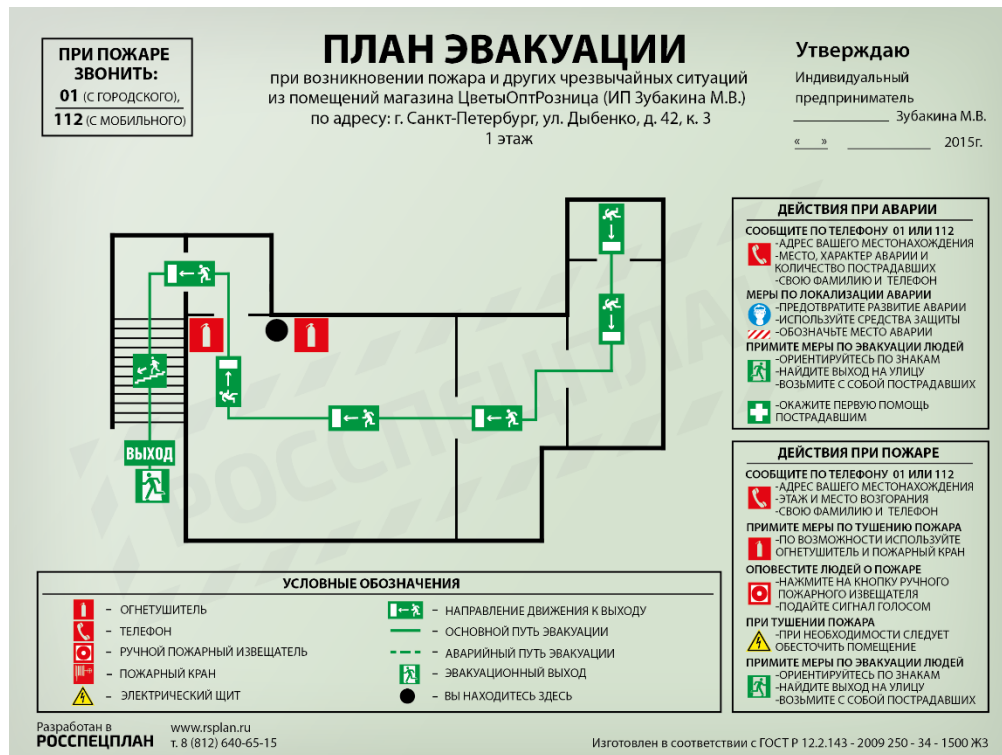 ПРИ ПОЖАРЕ
ЗВОНИТЬ:
01 (С ГОРОДСКОГО),
112 (С МОБИЛЬНОГО)
ПЛАН ЭВАКУАЦИИ
при возникновении пожара и других чрезвычайных ситуаций
из помещений магазина ЦветыОптРозница (ИП Зубакина М.В.)
по адресу: г. Санкт-Петербург, ул. Дыбенко, д. 42, к. 3
1 этаж
Утверждаю
Индивидуальный
предприниматель
Зубакина М.В.
« » 2015г.
ВЫХОД
РОССПЕЦПЛАН
ДЕЙСТВИЯ ПРИ АВАРИИ
СООБЩИТЕ ПО ТЕЛЕФОНУ 01 ИЛИ 112
-АДРЕС ВАШЕГО МЕСТОНАХОЖДЕНИЯ
-МЕСТО, ХАРАКТЕР АВАРИИ И
КОЛИЧЕСТВО ПОСТРАДАВШИХ
-СВОЮ ФАМИЛИЮ И ТЕЛЕФОН
МЕРЫ ПО ЛОКАЛИЗАЦИИ АВАРИИ
-ПРЕДОТВРАТИТЕ РАЗВИТИЕ АВАРИИ
-ИСПОЛЬЗУЙТЕ СРЕДСТВА ЗАЩИТЫ
-ОБОЗНАЧЬТЕ МЕСТО АВАРИИ
ПРИМИТЕ МЕРЫ ПО ЭВАКУАЦИИ ЛЮДЕЙ
-ОРИЕНТИРУЙТЕСЬ ПО ЗНАКАМ
-НАЙДИТЕ ВЫХОД НА УЛИЦУ
-ВОЗЬМИТЕ С СОБОЙ ПОСТРАДАВШИХ
-ОКАЖИТЕ ПЕРВУЮ ПОМОЩЬ
ПОСТРАДАВШИМ
ДЕЙСТВИЯ ПРИ ПОЖАРЕ
СООБЩИТЕ ПО ТЕЛЕФОНУ 01 ИЛИ 112
-АДРЕС ВАШЕГО МЕСТОНАХОЖДЕНИЯ
-ЭТАЖ И МЕСТО ВОЗГОРАНИЯ
-СВОЮ ФАМИЛИЮ И ТЕЛЕФОН
ПРИМИТЕ МЕРЫ ПО ТУШЕНИЮ ПОЖАРА
-ПО ВОЗМОЖНОСТИ ИСПОЛЬЗУЙТЕ
ОГНЕТУШИТЕЛЬ И ПОЖАРНЫЙ КРАН
ОПОВЕСТИТЕ ЛЮДЕЙ О ПОЖАРЕ
-НАЖМИТЕ НА КНОПКУ РУЧНОГО
ПОЖАРНОГО ИЗВЕЩАТЕЛЯ
-ПОДАЙТЕ СИГНАЛ ГОЛОСОМ
ПРИ ТУШЕНИИ ПОЖАРА
-ПРИ НЕОБХОДИМОСТИ СЛЕДУЕТ
ОБЕСТОЧИТЬ ПОМЕЩЕНИЕ
ПРИМИТЕ МЕРЫ ПО ЭВАКУАЦИИ ЛЮДЕЙ
-ОРИЕНТИРУЙТЕСЬ ПО ЗНАКАМ
-НАЙДИТЕ ВЫХОД НА УЛИЦУ
-ВОЗЬМИТЕ С СОБОЙ ПОСТРАДАВШИХ
УСЛОВНЫЕ ОБОЗНАЧЕНИЯ
– ОГНЕТУШИТЕЛЬ
– ТЕЛЕФОН
– РУЧНОЙ ПОЖАРНЫЙ ИЗВЕЩАТЕЛЬ
– ПОЖАРНЫЙ КРАН
– ЭЛЕКТРИЧЕСКИЙ ЩИТ
– НАПРАВЛЕНИЕ ДВИЖЕНИЯ К ВЫХОДУ
– ОСНОВНОЙ ПУТЬ ЭВАКУАЦИИ
– АВАРИЙНЫЙ ПУТЬ ЭВАКУАЦИИ
– ЭВАКУАЦИОННЫЙ ВЫХОД
– ВЫ НАХОДИТЕСЬ ЗДЕСЬ
Разработан в
РОССПЕЦПЛАН
www.rsplan.ru
т. 8 (812) 640-65-15
Изготовлен в соответствии с ГОСТ Р 12.2.143 - 2009 250 - 34 - 1500 ЖЗ